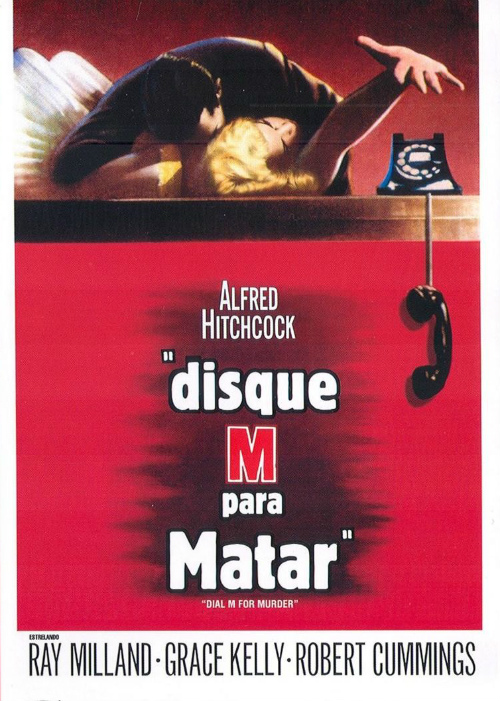 ALFRED
HITCHCOCK
"disque
M
para
Matar"
"DIAL M FOR MURDER"
ESTRELANDO
RAY MILLAND · GRACE KELLY · ROBERT CUMMINGS